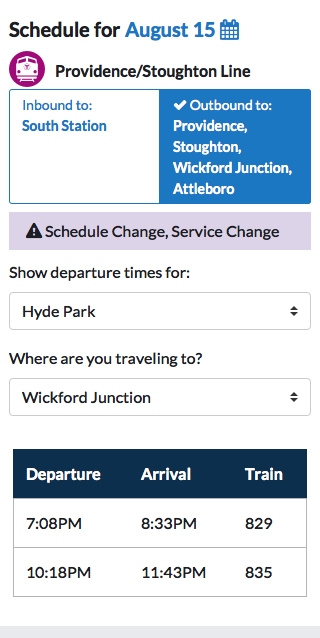 Schedule for August 15
Providence/Stoughton Line
Inbound to:
South Station
Outbound to:
Providence,
Stoughton,
Wickford Junction,
Attleboro
Schedule Change, Service Change
Show departure times for:
Hyde Park
Where are you traveling to?
Wickford Junction
Departure Arrival Train
7:08PM 8:33PM 829
10:18PM 11:43PM 835